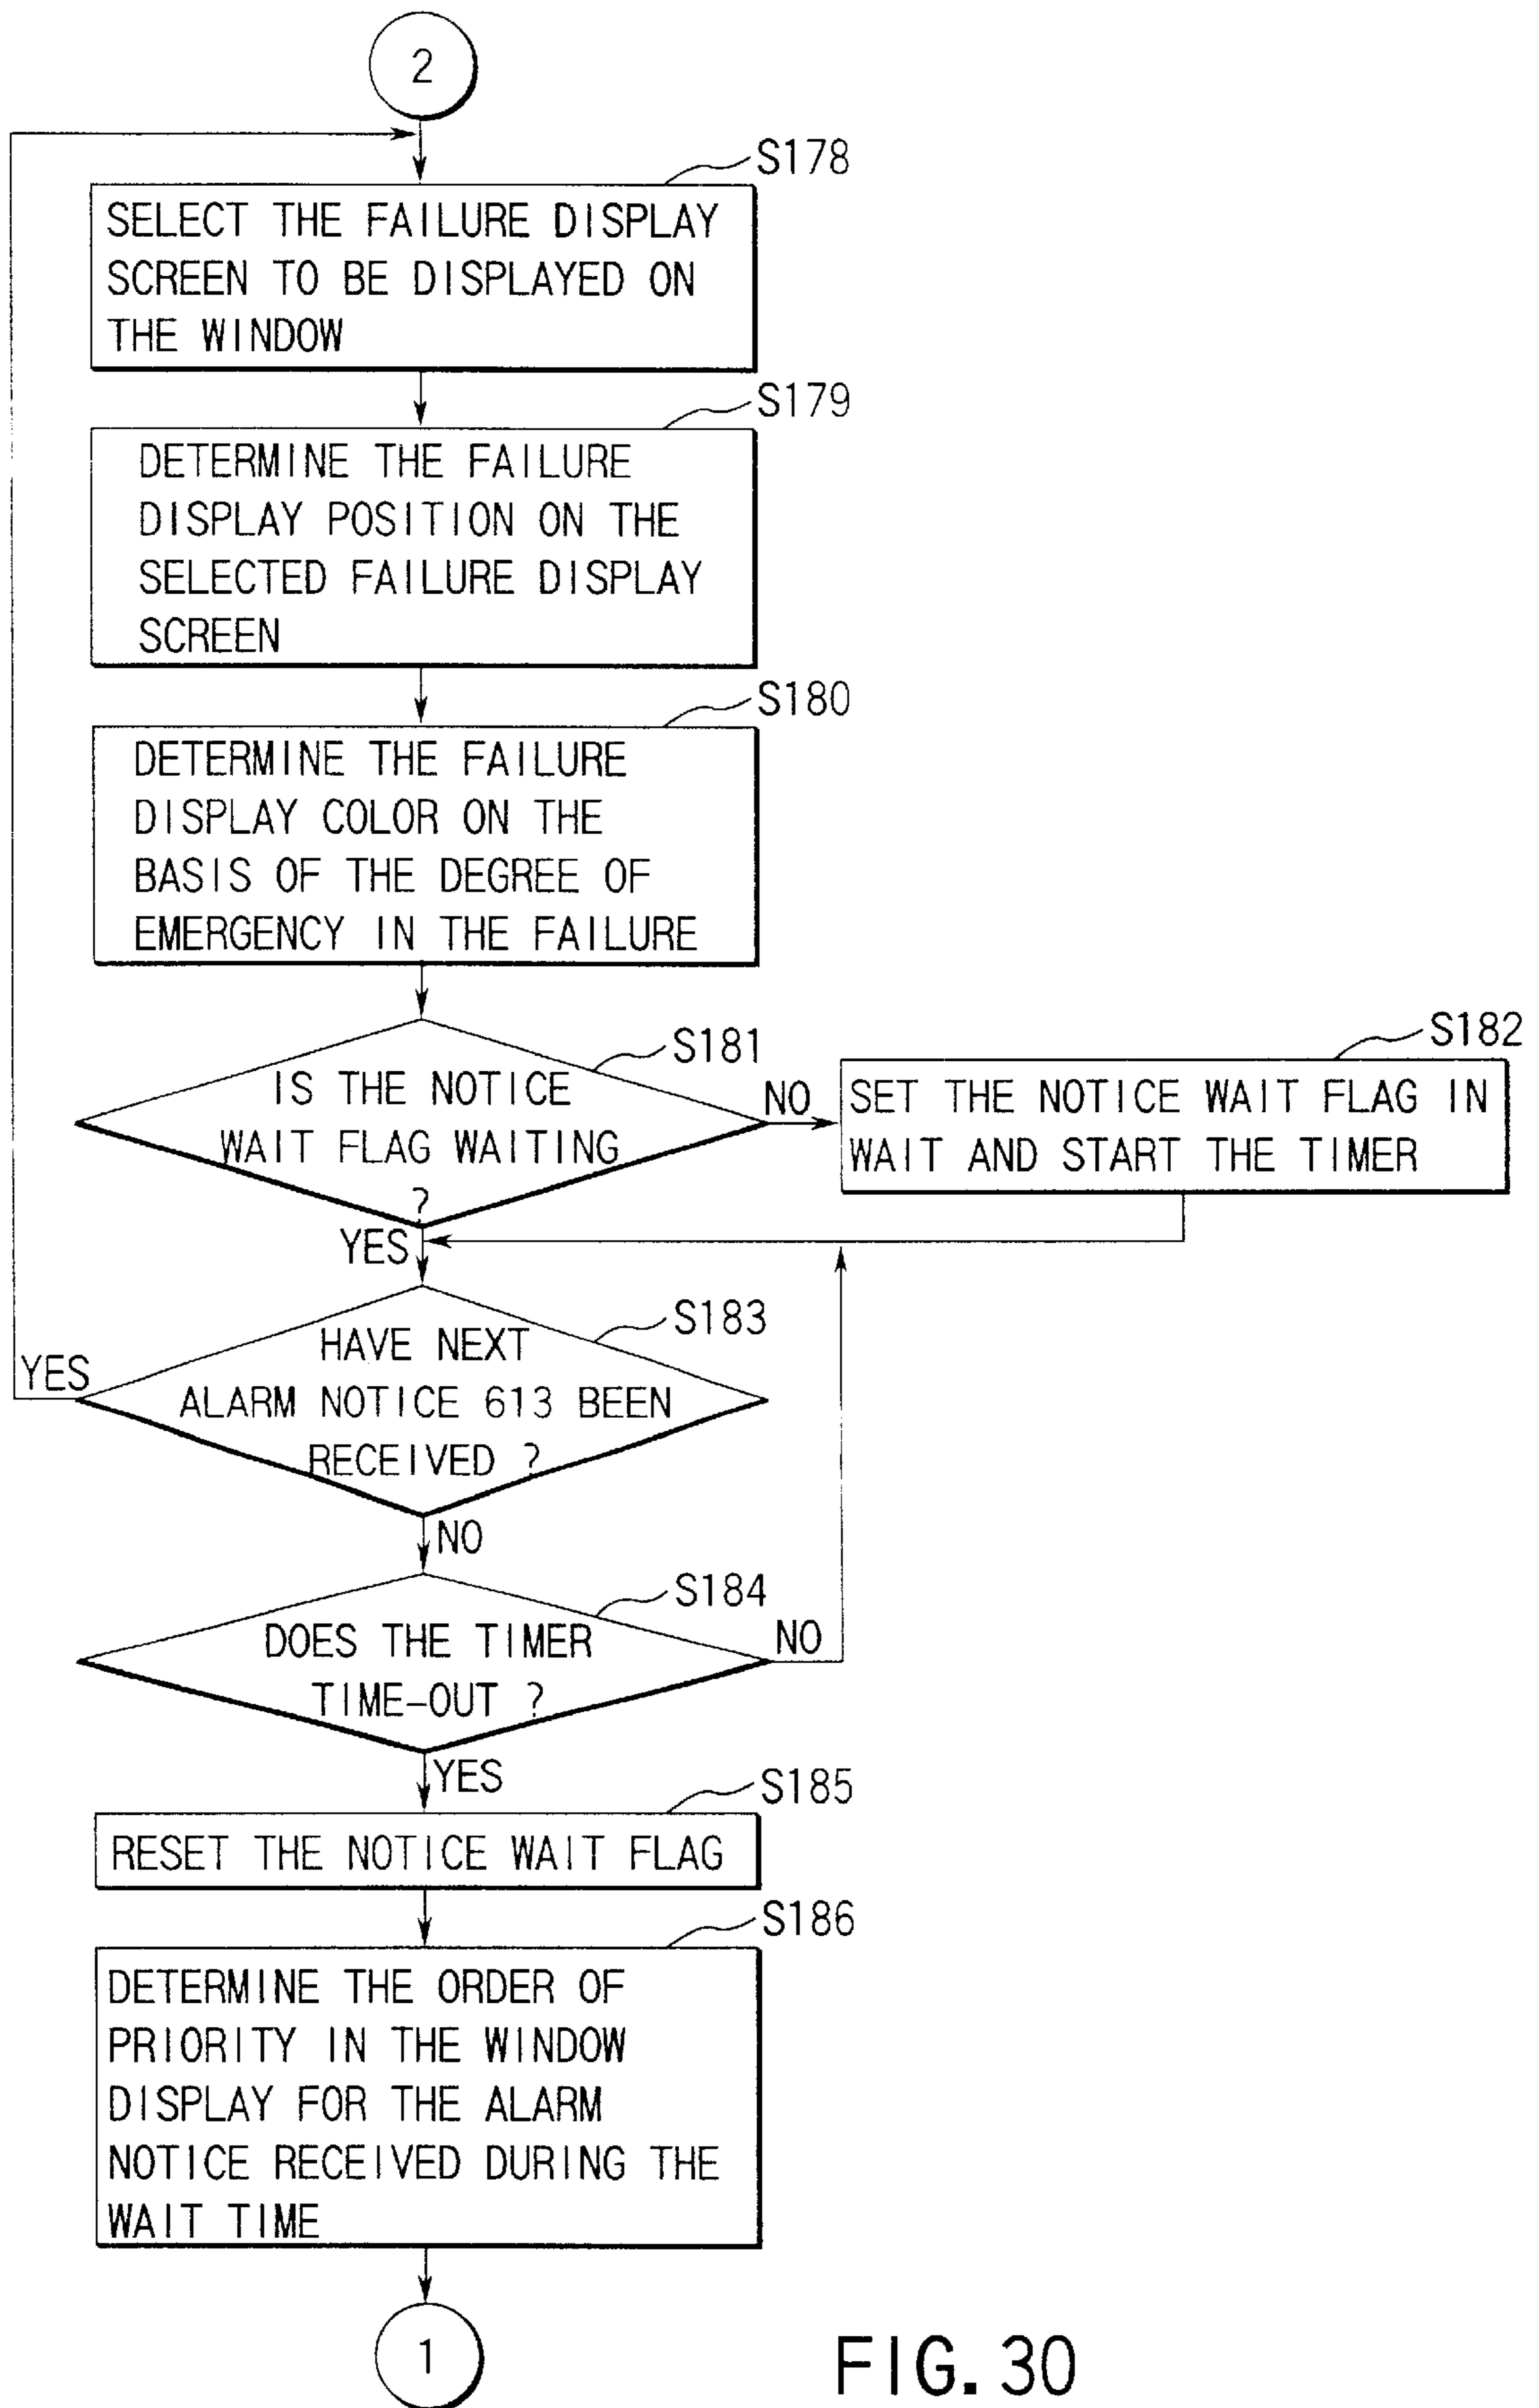 2
S178
SELECT THE FAILURE DISPLAY
SCREEN TO BE DISPLAYED ON
THE WINDOW
S179
DETERMINE THE FAILURE
DISPLAY POSITION ON THE
SELECTED FAILURE DISPLAY
SCREEN
S180
DETERMINE THE FAILURE
DISPLAY COLOR ON THE
BASIS OF THE DEGREE OF
EMERGENCY IN THE FAILURE
S181
IS THE NOTICE
WAIT FLAG WAITING
?
NO
S182
SET THE NOTICE WAIT FLAG IN
WAIT AND START THE TIMER
YES
S183
HAVE NEXT
ALARM NOTICE 613 BEEN
RECEIVED ?
YES
NO
S184
DOES THE TIMER
TIME-OUT ?
NO
YES
S185
RESET THE NOTICE WAIT FLAG
S186
DETERMINE THE ORDER OF
PRIORITY IN THE WINDOW
DISPLAY FOR THE ALARM
NOTICE RECEIVED DURING THE
WAIT TIME
1
FIG. 30